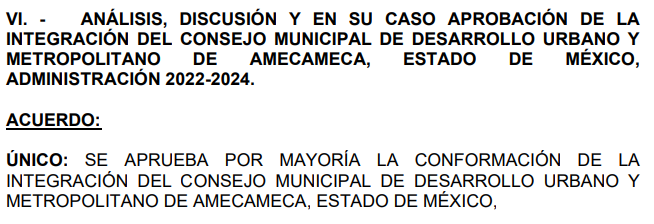 VI. - ANÁLISIS, DISCUSIÓN Y EN SU CASO APROBACIÓN DE LA
INTEGRACIÓN DEL CONSEJO MUNICIPAL DE DESARROLLO URBANO Y
METROPOLITANO DE AMECAMECA, ESTADO DE MÉXICO,
ADMINISTRACIÓN 2022-2024.
ACUERDO:
ÚNICO: SE APRUEBA POR MAYORÍA LA CONFORMACIÓN DE LA
INTEGRACIÓN DEL CONSEJO MUNICIPAL DE DESARROLLO URBANO Y
METROPOLITANO DE AMECAMECA, ESTADO DE MÉXICO,